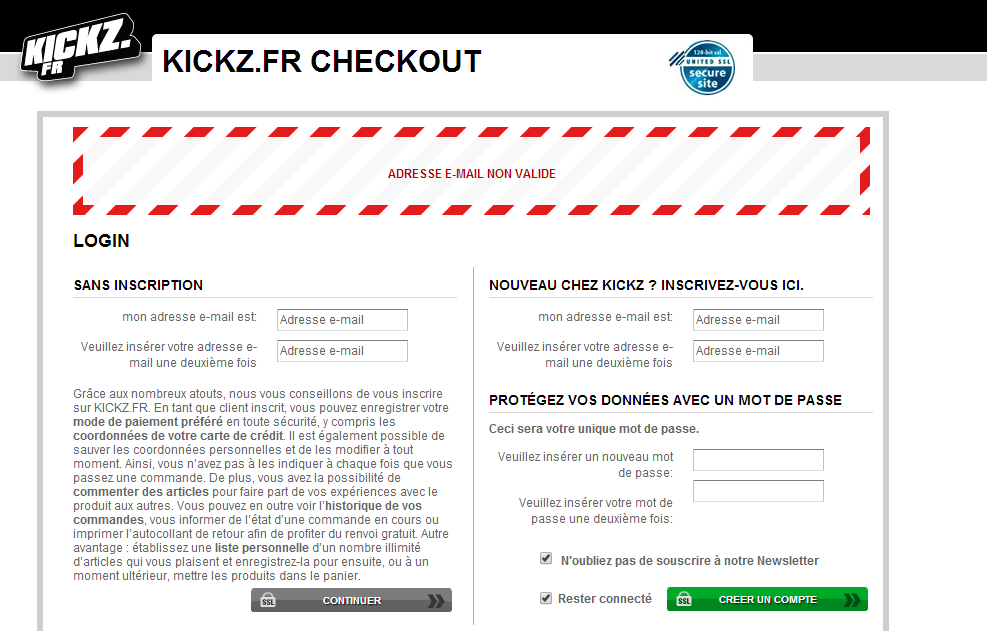 KICKZ.
FR
KICKZ.FR CHECKOUT
128-bit ssl
UNITED SSL
secure
site
ADRESSE E-MAIL NON VALIDE
LOGIN
SANS INSCRIPTION
mon adresse e-mail est:
Adresse e-mail
Veuillez insérer votre adresse e-
mail une deuxième fois
Adresse e-mail
Grâce aux nombreux atouts, nous vous conseillons de vous inscrire
sur KICKZ.FR. En tant que client inscrit, vous pouvez enregistrer votre
mode de paiement préféré en toute sécurité, y compris les
coordonnées de votre carte de crédit. Il est également possible de
sauver les coordonnées personnelles et de les modifier à tout
moment. Ainsi, vous n'avez pas à les indiquer à chaque fois que vous
passez une commande. De plus, vous avez la possibilité de
commenter des articles pour faire part de vos expériences avec le
produit aux autres. Vous pouvez en outre voir l'historique de vos
commandes, vous informer de l'état d'une commande en cours ou
imprimer l'autocollant de retour afin de profiter du renvoi gratuit. Autre
avantage : établissez une liste personnelle d'un nombre illimité
d'articles qui vous plaisent et enregistrez-la pour ensuite, ou à un
moment ultérieur, mettre les produits dans le panier.
SSL
CONTINUER
NOUVEAU CHEZ KICKZ ? INSCRIVEZ-VOUS ICI.
mon adresse e-mail est:
Adresse e-mail
Veuillez insérer votre adresse e-
mail une deuxième fois
Adresse e-mail
PROTÉGEZ VOS DONNÉES AVEC UN MOT DE PASSE
Ceci sera votre unique mot de passe.
Veuillez insérer un nouveau mot
de passe:
Veuillez insérer votre mot de
passe une deuxième fois:
N'oubliez pas de souscrire à notre Newsletter
Rester connecté
SSL
CREER UN COMPTE